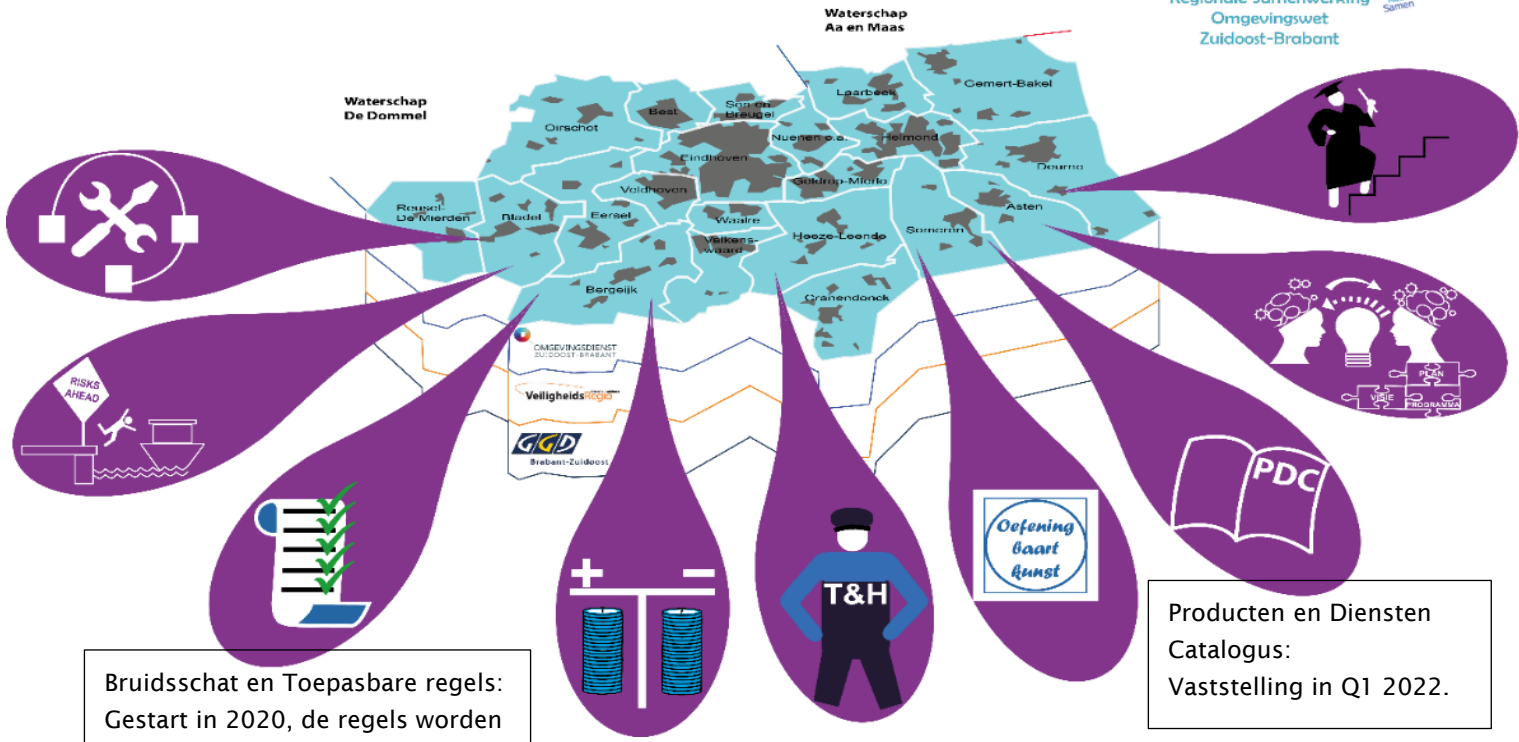 Regionale Samenwerking
Omgevingswet
Zuidoost-Brabant
Samen
Waterschap
Aa en Maas
Waterschap
De Dommel
Gemert-Bakel
Laarbeek
Best
Son en
Breugel
Oirschot
Nuenen c.a.
Helmond
Eindhoven
Deurne
Geldrop-Mierlo
Veldhoven
Reusel-
De Mierden
Bladel
Eersel
Waalre
Asten
Heeze-Leende
Someren
Valkens-
waard
Bergeijk
Cranendonck
OMGEVINGSDIENST
ZUIDOOST-BRABANT
VeiligheidsRegio
GGD
Brabant-Zuidoost
RISKS
AHEAD
PLAN
VISIE
PROGRAMMA
PDC
Oefening
baart
kunst
T&H
+ −
Producten en Diensten
Catalogus:
Vaststelling in Q1 2022.
Bruidsschat en Toepasbare regels:
Gestart in 2020, de regels worden